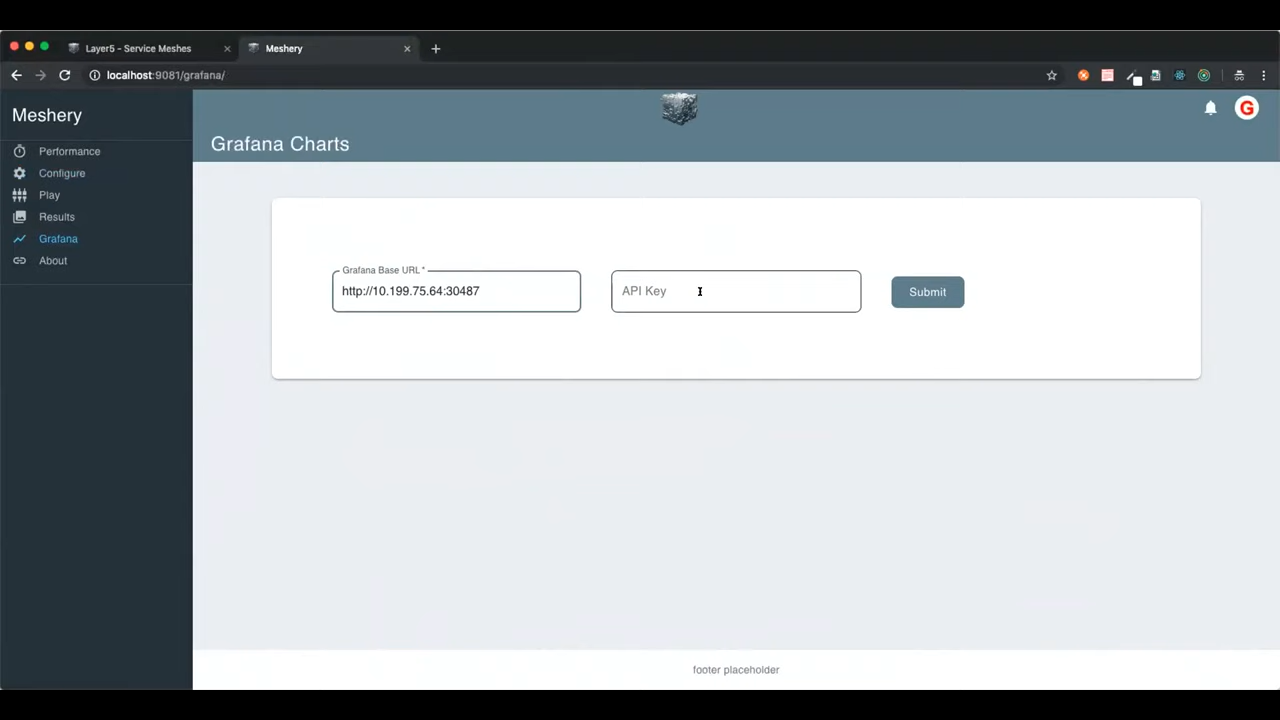 Layer5 - Service Meshes
Meshery
localhost:9081/grafana/
Meshery
Performance
Configure
Play
Results
Grafana
About
G
Grafana Charts
Grafana Base URL *
http://10.199.75.64:30487
API Key
Submit
footer placeholder